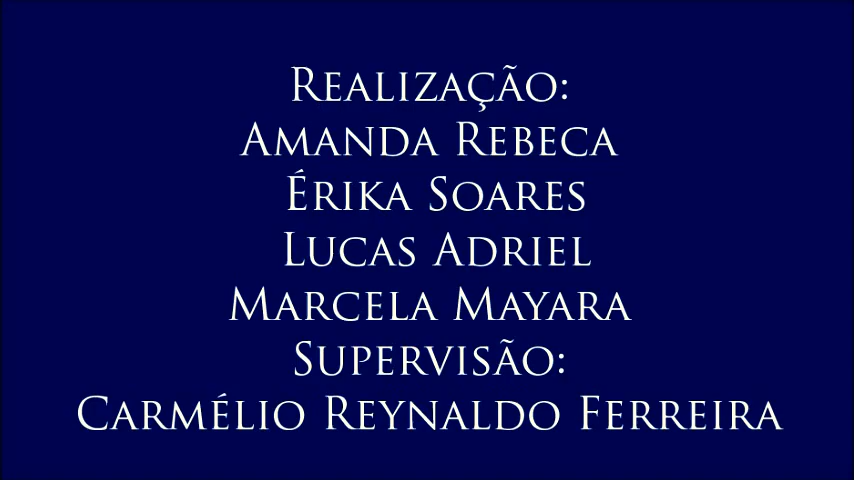 Realização:
Amanda Rebeca
Érika Soares
Lucas Adriel
Marcela Mayara
Supervisão:
Carmélio Reynaldo Ferreira